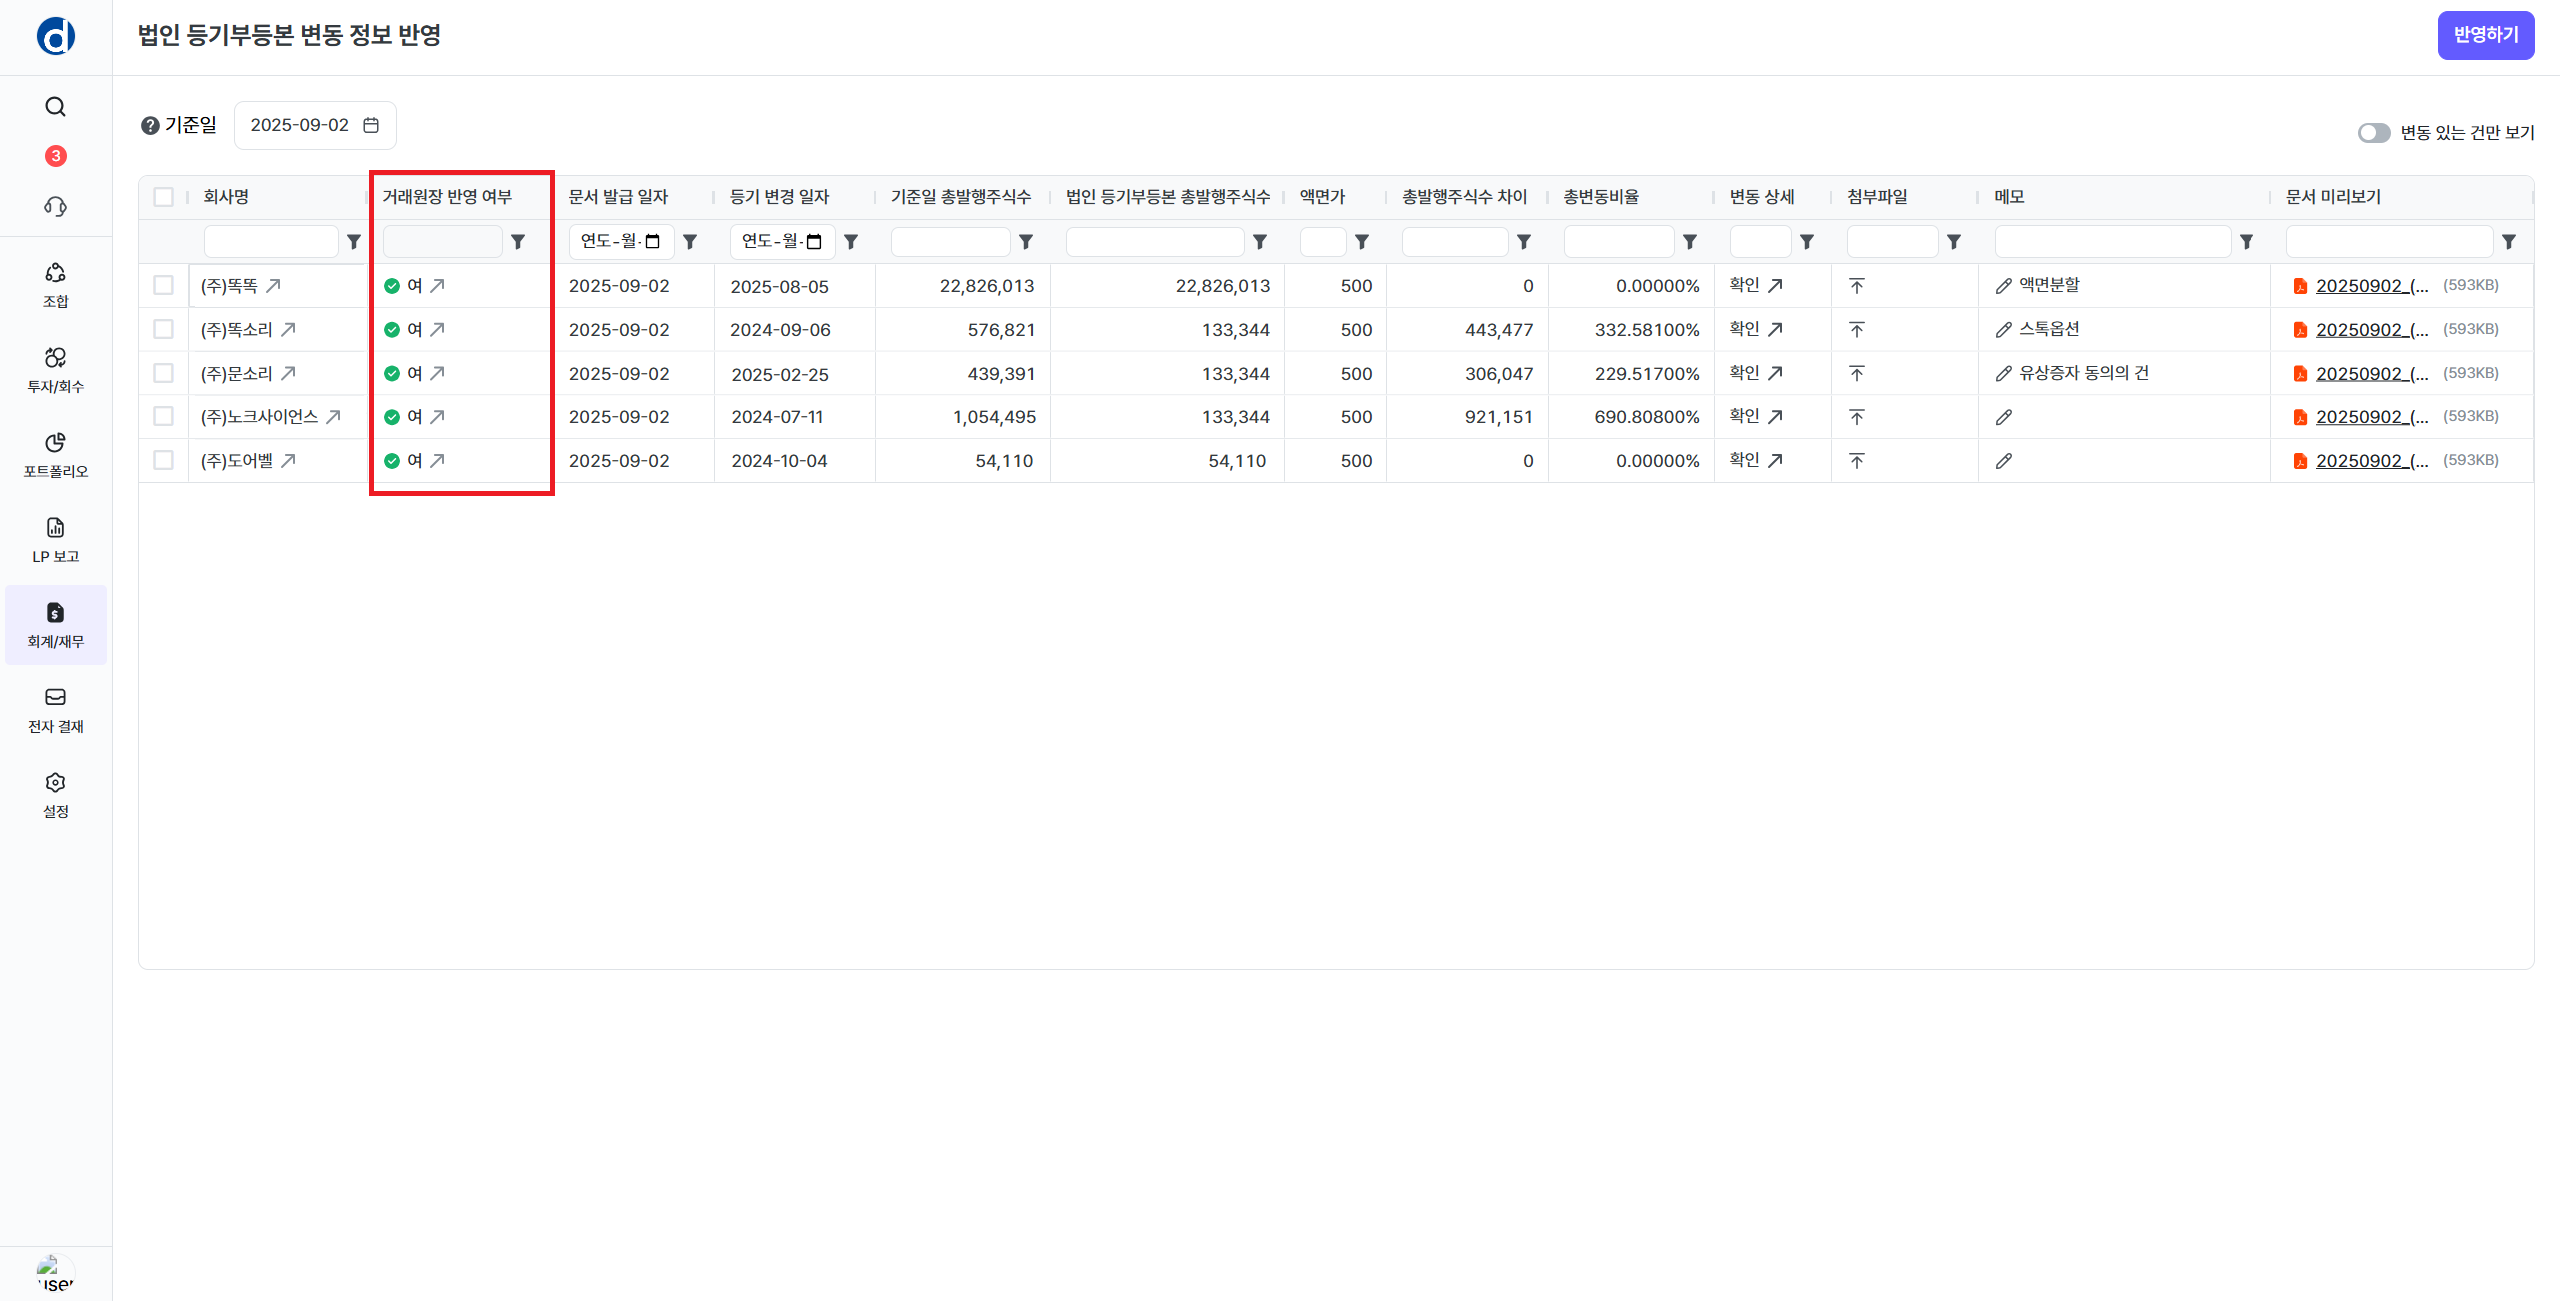 d
법인 등기부등본 변동 정보 반영
반영하기
3
조합
투자/회수
포트폴리오
LP 보고
회계/재무
전자 결재
설정
user
? 기준일 2025-09-02
변동 있는 건만 보기
회사명 거래원장 반영 여부 문서 발급 일자 등기 변경 일자 기준일 총발행주식수 법인 등기부등본 총발행주식수 액면가 총발행주식수 차이 총변동비율 변동 상세 첨부파일 메모 문서 미리보기
연도-월- 연도-월-
(주)똑똑 여 2025-09-02 2025-08-05 22,826,013 22,826,013 500 0 0.00000% 확인 액면분할 20250902_(... (593KB)
(주)똑소리 여 2025-09-02 2024-09-06 576,821 133,344 500 443,477 332.58100% 확인 스톡옵션 20250902_(... (593KB)
(주)문소리 여 2025-09-02 2025-02-25 439,391 133,344 500 306,047 229.51700% 확인 유상증자 동의의 건 20250902_(... (593KB)
(주)노크사이언스 여 2025-09-02 2024-07-11 1,054,495 133,344 500 921,151 690.80800% 확인 20250902_(... (593KB)
(주)도어벨 여 2025-09-02 2024-10-04 54,110 54,110 500 0 0.00000% 확인 20250902_(... (593KB)